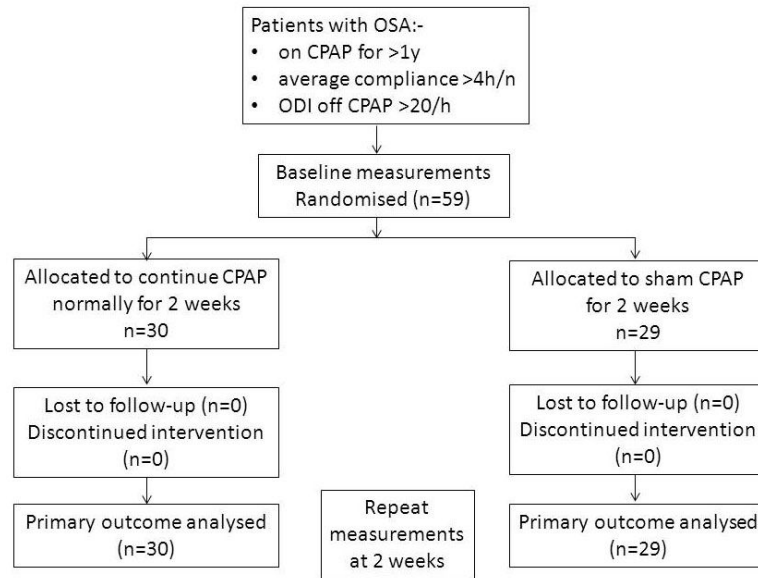 Patients with OSA:-
• on CPAP for >1y
• average compliance >4h/n
• ODI off CPAP >20/h
Baseline measurements
Randomised (n=59)
Allocated to continue CPAP
normally for 2 weeks
n=30
Allocated to sham CPAP
for 2 weeks
n=29
Lost to follow-up (n=0)
Discontinued intervention
(n=0)
Lost to follow-up (n=0)
Discontinued intervention
(n=0)
Primary outcome analysed
(n=30)
Repeat
measurements
at 2 weeks
Primary outcome analysed
(n=29)